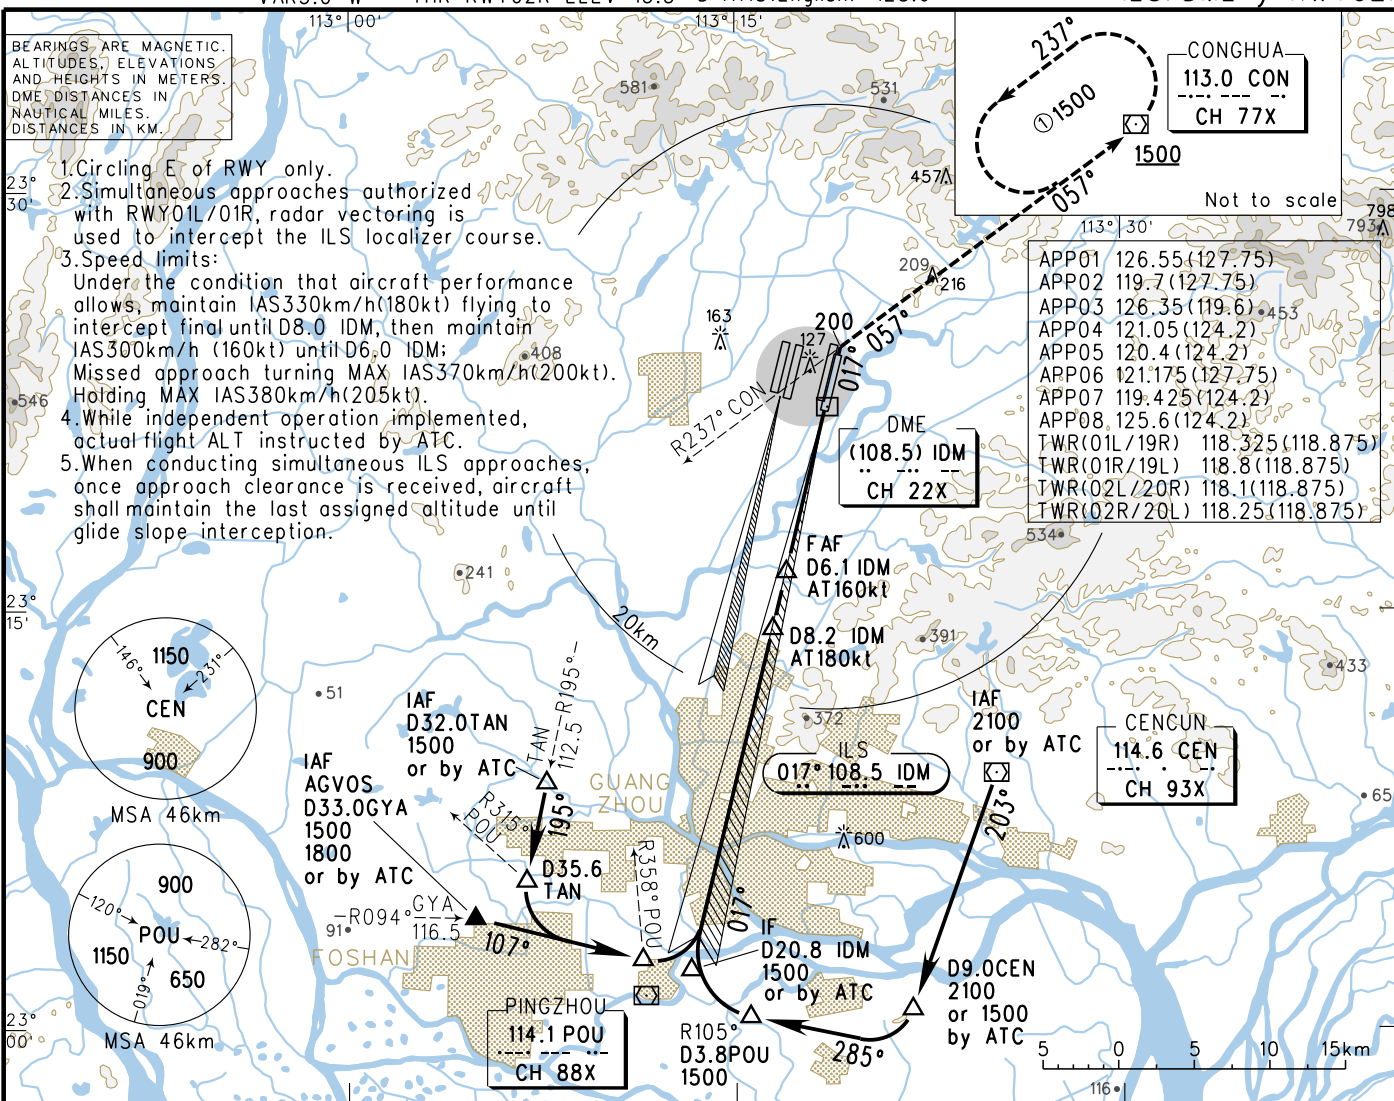 113° 00'
113° 15'
BEARINGS ARE MAGNETIC.
ALTITUDES, ELEVATIONS
AND HEIGHTS IN METERS.
DME DISTANCES IN
NAUTICAL MILES.
DISTANCES IN KM.
1.Circling E of RWY only.
2.Simultaneous approaches authorized
with RWY01L/01R, radar vectoring is
used to intercept the ILS localizer course.
3.Speed limits:
Under the condition that aircraft performance
allows, maintain IAS330km/h(180kt) flying to
intercept final until D8.0 IDM, then maintain
IAS300km/h (160kt) until D6.0 IDM;
Missed approach turning MAX IAS370km/h(200kt).
Holding MAX IAS380km/h(205kt).
4.While independent operation implemented,
actual flight ALT instructed by ATC.
5.When conducting simultaneous ILS approaches,
once approach clearance is received, aircraft
shall maintain the last assigned altitude until
glide slope interception.
23°
30'
581
531
457
237°
① 1500
1500
057°
Not to scale
CONGHUA
113.0 CON
CH 77X
798
793
113° 30'
APP01 126.55(127.75)
APP02 119.7(127.75)
APP03 126.35(119.6)
APP04 121.05(124.2)
APP05 120.4(124.2)
APP06 121.175(127.75)
APP07 119.425(124.2)
APP08 125.6(124.2)
TWR(01L/19R) 118.325(118.875)
TWR(01R/19L) 118.8(118.875)
TWR(02L/20R) 118.1(118.875)
TWR(02R/20L) 118.25(118.875)
453
209
216
163
200
127
057°
017°
408
546
R237° CON
DME
(108.5) IDM
CH 22X
534
FAF
D6.1 IDM
AT160kt
241
23°
15'
20km
D8.2 IDM
AT180kt
391
433
146°
1150
231°
CEN
900
MSA 46km
51
IAF
D32.0TAN
1500
or by ATC
TAN
112.5
R195°
372
IAF
2100
or by ATC
CENCUN
114.6 CEN
CH 93X
ILS
017° 108.5 IDM
IAF
AGVOS
D33.0GYA
1500
1800
or by ATC
GUANG
ZHOU
R315°
POU
195°
203°
65
600
D35.6
TAN
R358° POU
900
120°
POU
282°
1150
650
019°
MSA 46km
91
R094°
GYA
116.5
107°
FOSHAN
017°
IF
D20.8 IDM
1500
or by ATC
D9.0CEN
2100
or 1500
by ATC
23°
00'
PINGZHOU
114.1 POU
CH 88X
R105°
D3.8POU
1500
285°
5 0 5 10 15km
116